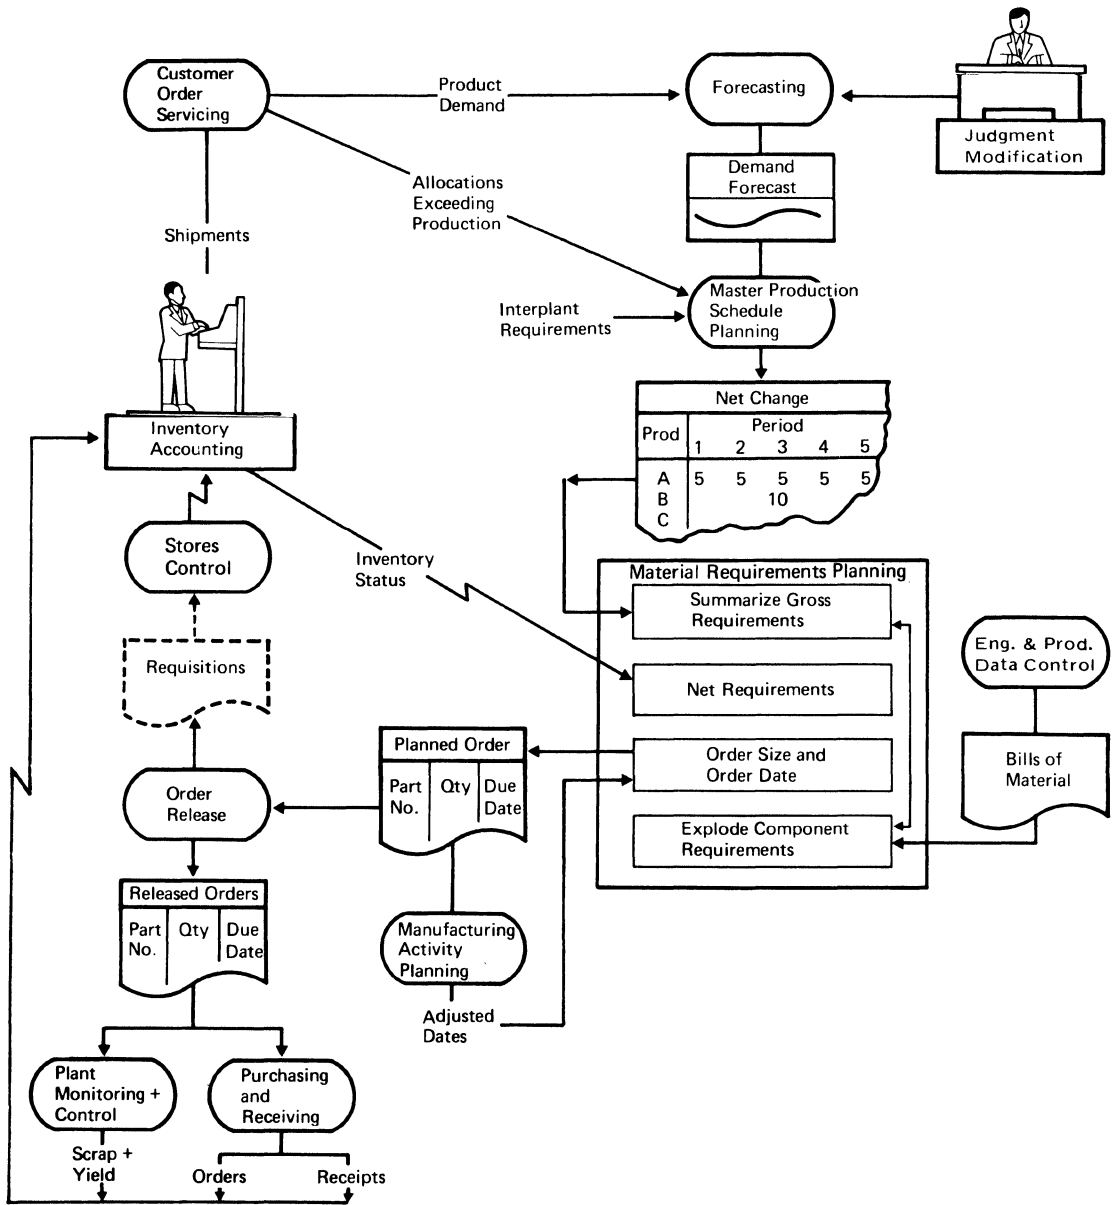 Customer
Order
Servicing
Product
Demand
Forecasting
Judgment
Modification
Demand
Forecast
Allocations
Exceeding
Production
Shipments
Master Production
Schedule
Planning
Interplant
Requirements
Net Change
Prod
Period
1 2 3 4 5
A 5 5 5 5 5
B 10
C
Inventory
Accounting
Stores
Control
Inventory
Status
Material Requirements Planning
Summarize Gross
Requirements
Net Requirements
Order Size and
Order Date
Explode Component
Requirements
Eng. & Prod.
Data Control
Bills of
Material
Requisitions
Planned Order
Part Qty Due
No. Date
Order
Release
Released Orders
Part Qty Due
No. Date
Manufacturing
Activity
Planning
Adjusted
Dates
Plant
Monitoring +
Control
Purchasing
and
Receiving
Scrap +
Yield
Orders
Receipts